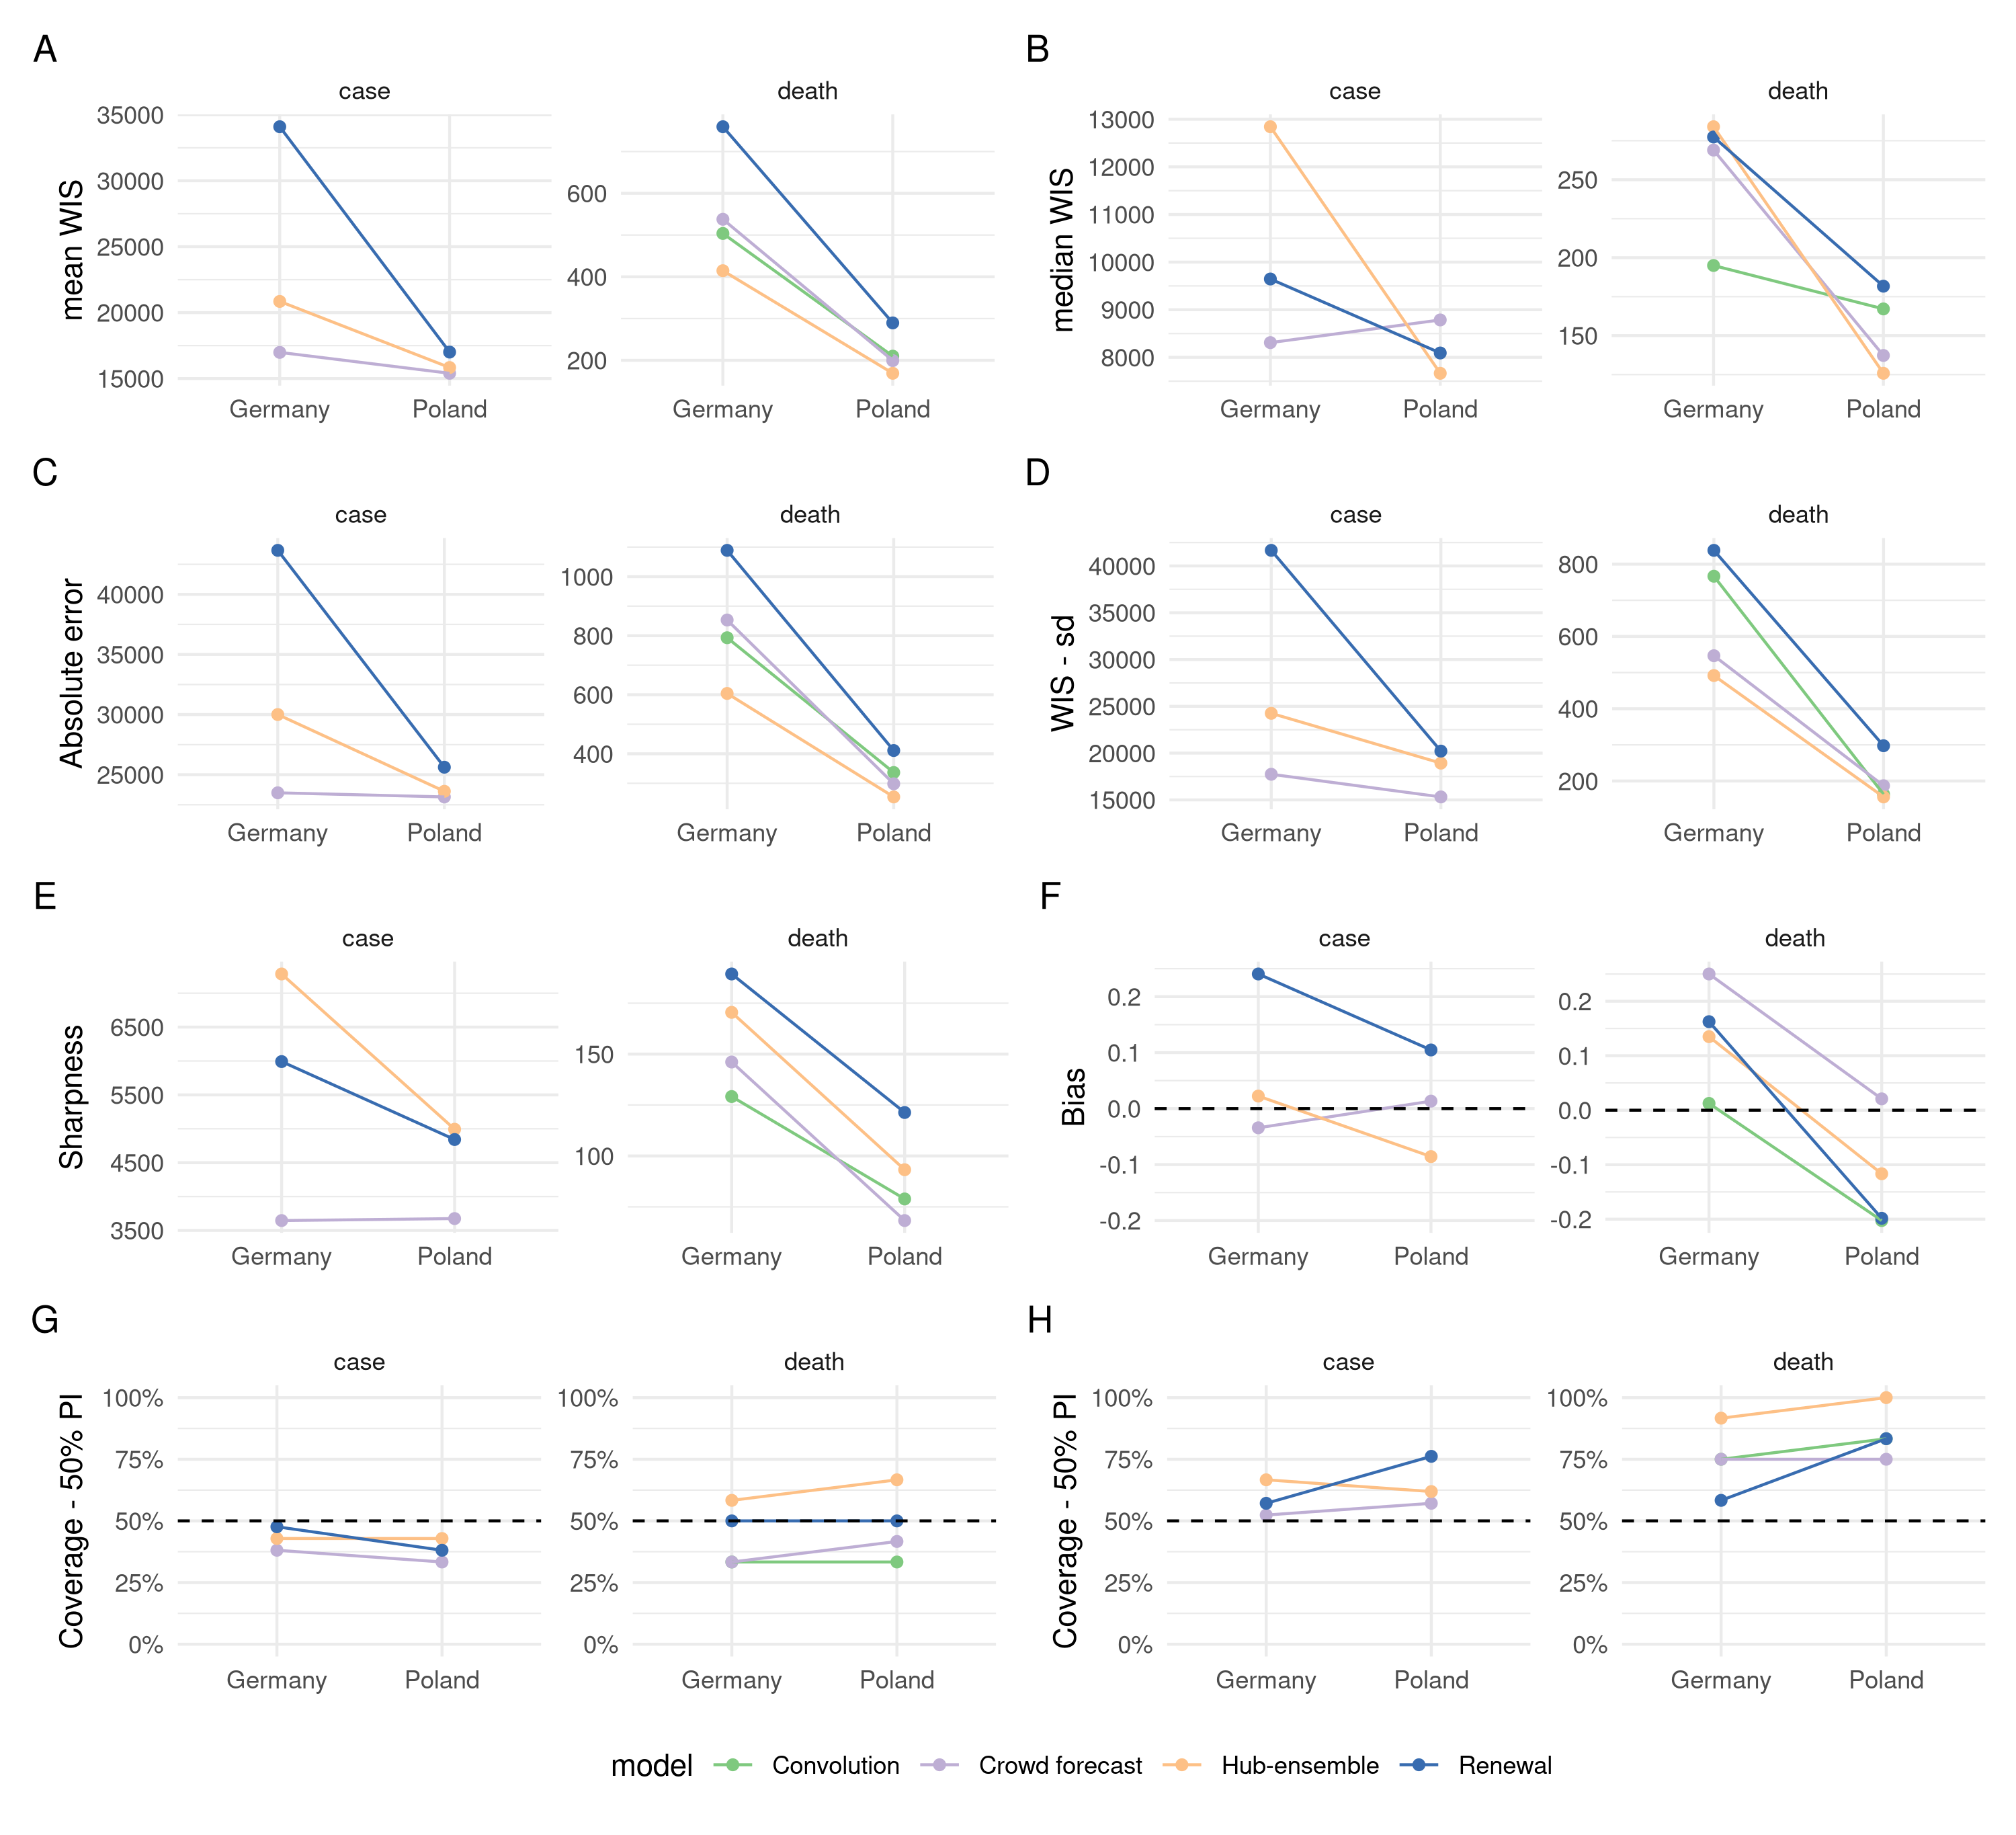 A
B
case
death
case
death
mean WIS
35000
30000
25000
20000
15000
600
400
200
median WIS
13000
12000
11000
10000
9000
8000
250
200
150
Germany
Poland
Germany
Poland
Germany
Poland
Germany
Poland
C
D
case
death
case
death
Absolute error
40000
35000
30000
25000
1000
800
600
400
WIS - sd
40000
35000
30000
25000
20000
15000
800
600
400
200
Germany
Poland
Germany
Poland
Germany
Poland
Germany
Poland
E
F
case
death
case
death
Sharpness
6500
5500
4500
3500
150
100
Bias
0.2
0.1
0.0
-0.1
-0.2
0.2
0.1
0.0
-0.1
-0.2
Germany
Poland
Germany
Poland
Germany
Poland
Germany
Poland
G
H
case
death
case
death
Coverage - 50% PI
100%
75%
50%
25%
0%
100%
75%
50%
25%
0%
Coverage - 50% PI
100%
75%
50%
25%
0%
100%
75%
50%
25%
0%
Germany
Poland
Germany
Poland
Germany
Poland
Germany
Poland
model
Convolution
Crowd forecast
Hub-ensemble
Renewal